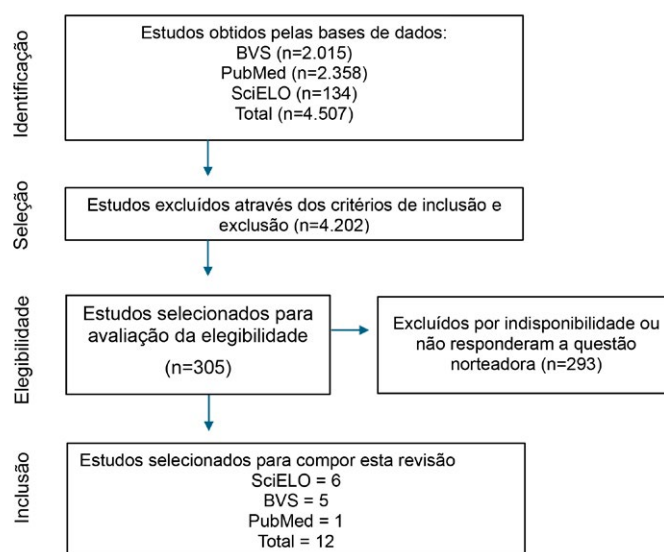 Identificação
Estudos obtidos pelas bases de dados:
BVS (n=2.015)
PubMed (n=2.358)
SciELO (n=134)
Total (n=4.507)
Seleção
Estudos excluídos através dos critérios de inclusão e
exclusão (n=4.202)
Elegibilidade
Estudos selecionados para
avaliação da elegibilidade
(n=305)
Excluídos por indisponibilidade ou
não responderam a questão
norteadora (n=293)
Inclusão
Estudos selecionados para compor esta revisão
SciELO = 6
BVS = 5
PubMed = 1
Total = 12